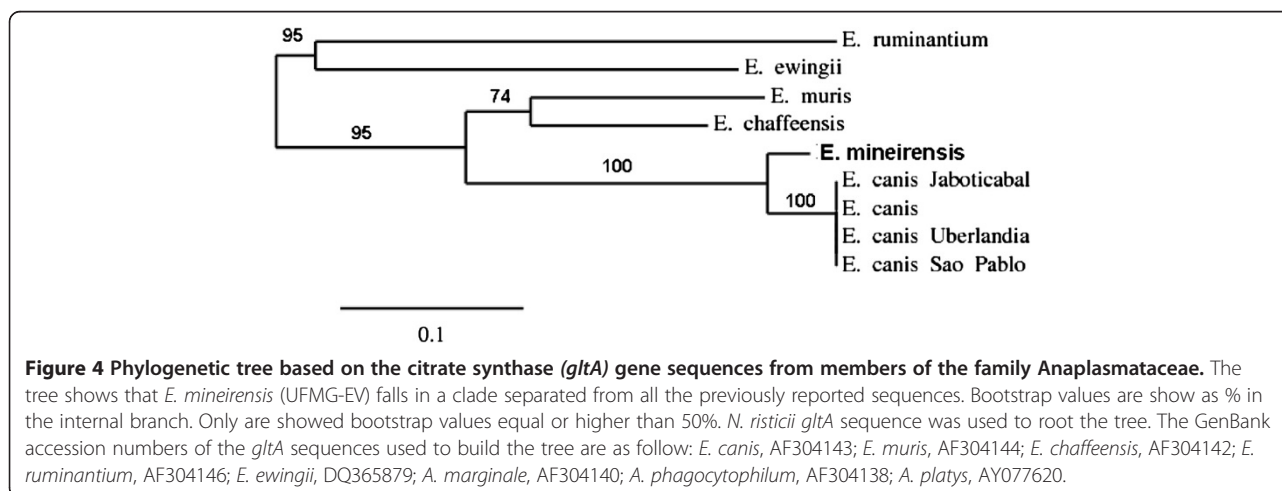 95
E. ruminantium
E. ewingii
74
E. muris
E. chaffeensis
95
E. mineirensis
100
E. canis Jaboticabal
100
E. canis
E. canis Uberlandia
E. canis Sao Pablo
0.1
Figure 4 Phylogenetic tree based on the citrate synthase (gltA) gene sequences from members of the family Anaplasmataceae. The
tree shows that E. mineirensis (UFMG-EV) falls in a clade separated from all the previously reported sequences. Bootstrap values are show as % in
the internal branch. Only are showed bootstrap values equal or higher than 50%. N. risticii gltA sequence was used to root the tree. The GenBank
accession numbers of the gltA sequences used to build the tree are as follow: E. canis, AF304143; E. muris, AF304144; E. chaffeensis, AF304142; E.
ruminantium, AF304146; E. ewingii, DQ365879; A. marginale, AF304140; A. phagocytophilum, AF304138; A. platys, AY077620.